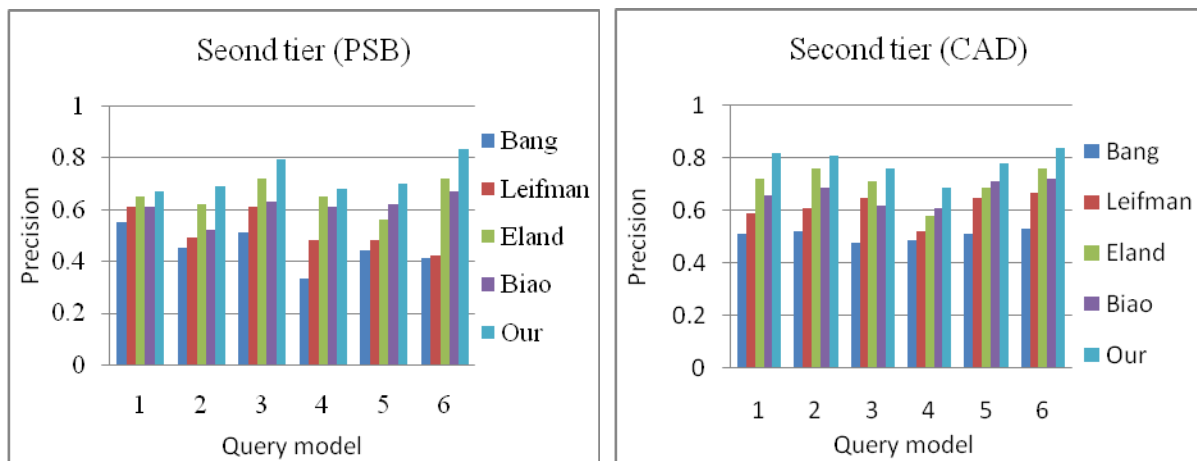 Seond tier (PSB)
1
0.8
0.6
0.4
0.2
0
Precision
1 2 3 4 5 6
Query model
Bang
Leifman
Eland
Biao
Our
Second tier (CAD)
1
0.8
0.6
0.4
0.2
0
Precision
1 2 3 4 5 6
Query model
Bang
Leifman
Eland
Biao
Our